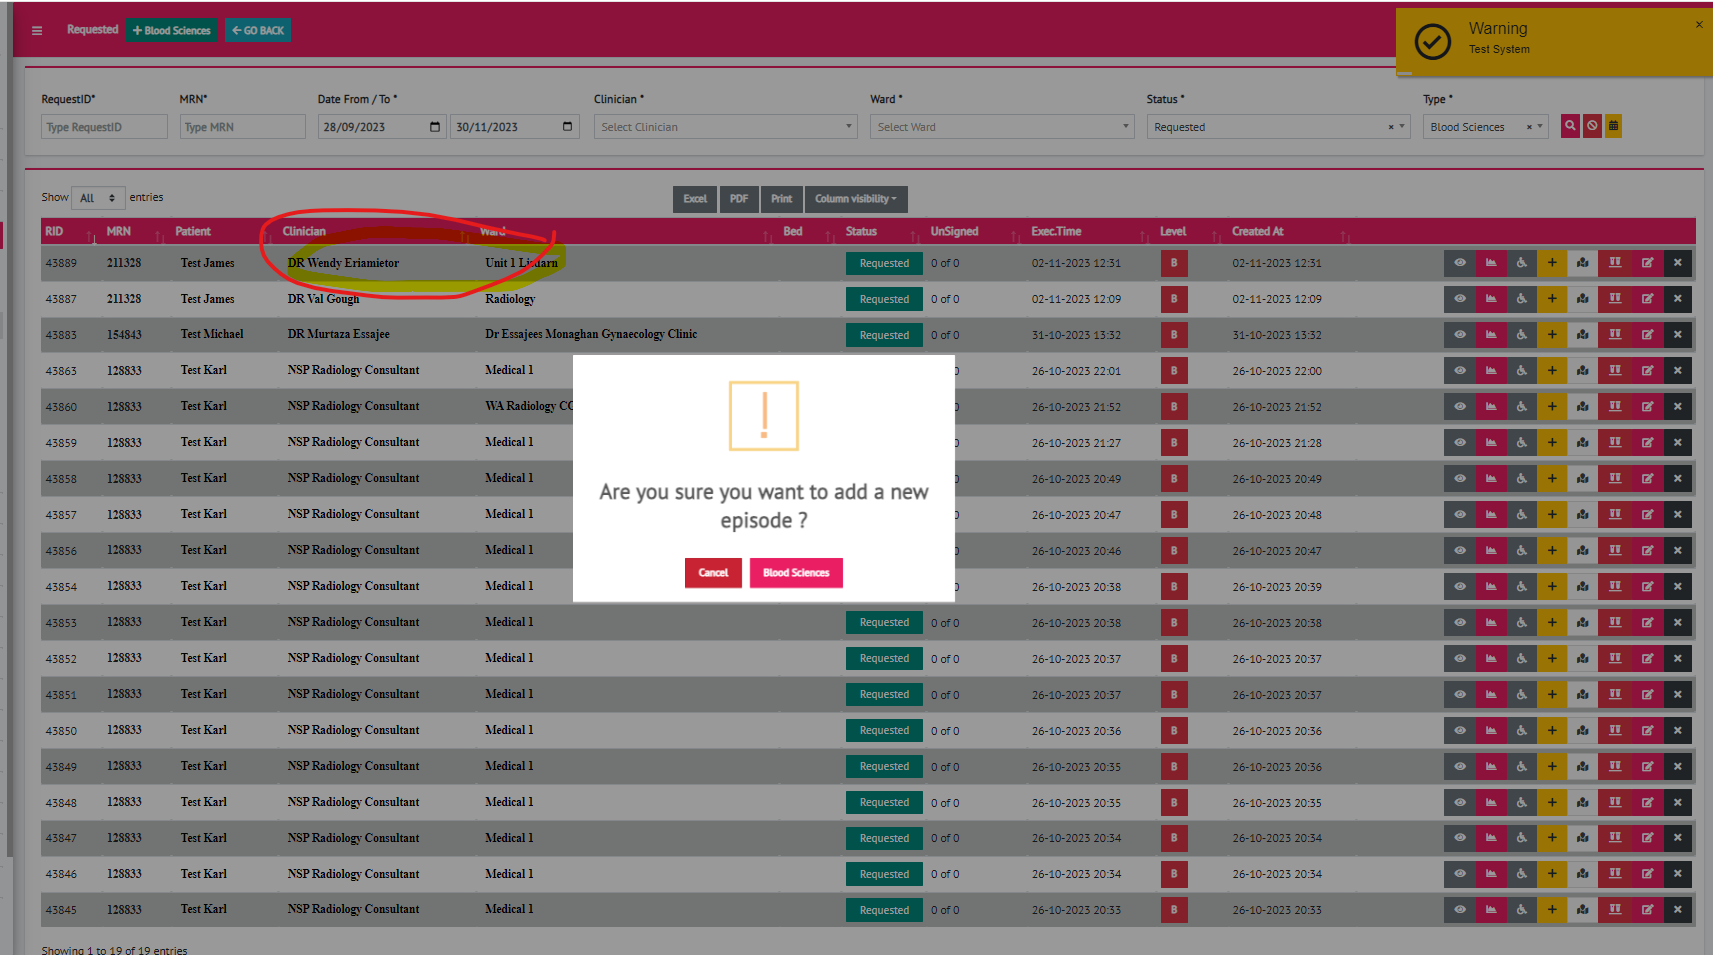 Requested + Blood Sciences GO BACK
Warning ×
Test System
RequestID* MRN* Date From / To * Clinician * Ward * Status * Type *
Type RequestID Type MRN 28/09/2023 30/11/2023 Select Clinician Select Ward Requested × Blood Sciences ×
Show All entries Excel PDF Print Column visibility
RID MRN Patient Clinician Ward Bed Status UnSigned Exec.Time Level Created At
43889 211328 Test James DR Wendy Eriamietor Unit 1 Lindarn Requested 0 of 0 02-11-2023 12:31 B 02-11-2023 12:31
43887 211328 Test James DR Val Gough Radiology Requested 0 of 0 02-11-2023 12:09 B 02-11-2023 12:09
43883 154843 Test Michael DR Murtaza Essajee Dr Essajees Monaghan Gynaecology Clinic Requested 0 of 0 31-10-2023 13:32 B 31-10-2023 13:32
43863 128833 Test Karl NSP Radiology Consultant Medical 1 26-10-2023 22:01 B 26-10-2023 22:00
43860 128833 Test Karl NSP Radiology Consultant WA Radiology CO 26-10-2023 21:52 B 26-10-2023 21:52
43859 128833 Test Karl NSP Radiology Consultant Medical 1 26-10-2023 21:27 B 26-10-2023 21:28
43858 128833 Test Karl NSP Radiology Consultant Medical 1 26-10-2023 20:49 B 26-10-2023 20:49
43857 128833 Test Karl NSP Radiology Consultant Medical 1 26-10-2023 20:47 B 26-10-2023 20:48
43856 128833 Test Karl NSP Radiology Consultant Medical 1 26-10-2023 20:46 B 26-10-2023 20:47
43854 128833 Test Karl NSP Radiology Consultant Medical 1 26-10-2023 20:38 B 26-10-2023 20:39
!
Are you sure you want to add a new
episode ?
Cancel Blood Sciences
43853 128833 Test Karl NSP Radiology Consultant Medical 1 Requested 0 of 0 26-10-2023 20:38 B 26-10-2023 20:38
43852 128833 Test Karl NSP Radiology Consultant Medical 1 Requested 0 of 0 26-10-2023 20:37 B 26-10-2023 20:37
43851 128833 Test Karl NSP Radiology Consultant Medical 1 Requested 0 of 0 26-10-2023 20:37 B 26-10-2023 20:37
43850 128833 Test Karl NSP Radiology Consultant Medical 1 Requested 0 of 0 26-10-2023 20:36 B 26-10-2023 20:36
43849 128833 Test Karl NSP Radiology Consultant Medical 1 Requested 0 of 0 26-10-2023 20:35 B 26-10-2023 20:36
43848 128833 Test Karl NSP Radiology Consultant Medical 1 Requested 0 of 0 26-10-2023 20:35 B 26-10-2023 20:35
43847 128833 Test Karl NSP Radiology Consultant Medical 1 Requested 0 of 0 26-10-2023 20:34 B 26-10-2023 20:34
43846 128833 Test Karl NSP Radiology Consultant Medical 1 Requested 0 of 0 26-10-2023 20:34 B 26-10-2023 20:34
43845 128833 Test Karl NSP Radiology Consultant Medical 1 Requested 0 of 0 26-10-2023 20:33 B 26-10-2023 20:33
Showing 1 to 19 of 19 entries